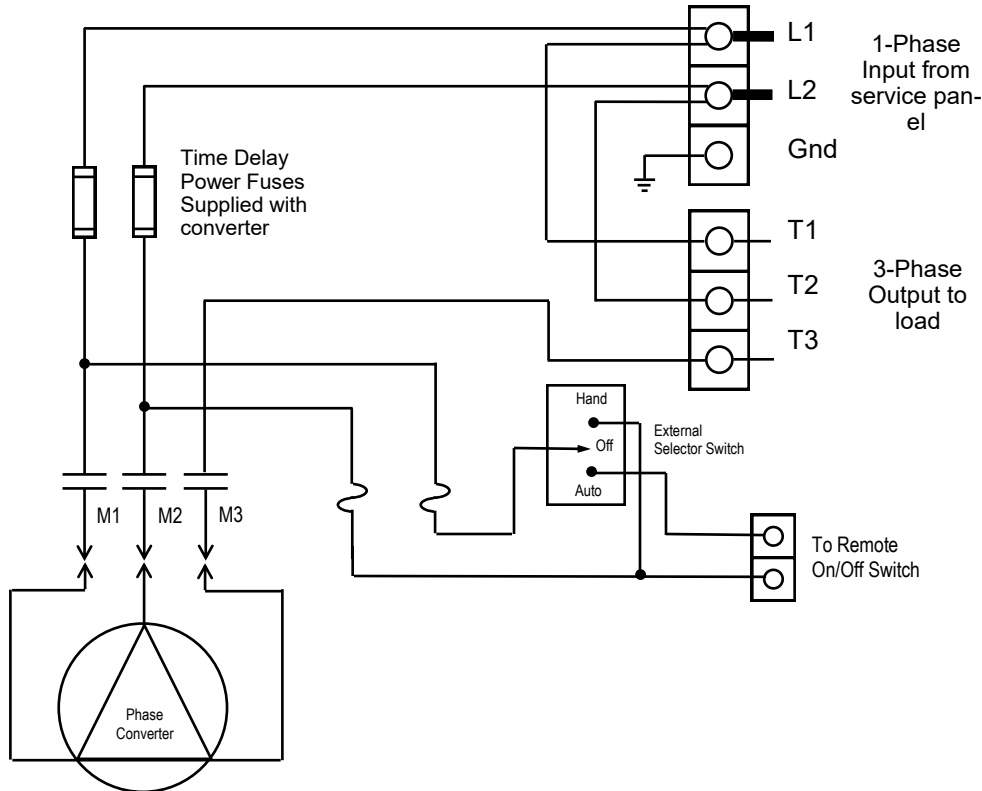 L1
1-Phase
Input from
service pan-
el
L2
Gnd
Time Delay
Power Fuses
Supplied with
converter
T1
T2
3-Phase
Output to
load
T3
Hand
Off
Auto
External
Selector Switch
M1
M2
M3
To Remote
On/Off Switch
Phase
Converter